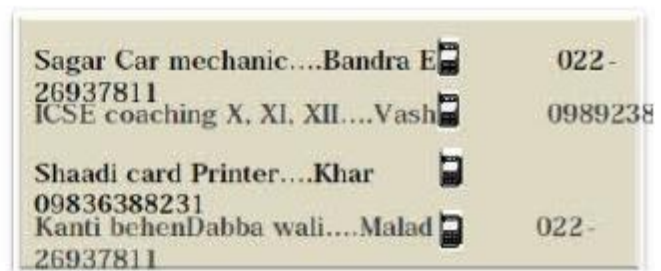 Sagar Car mechanic....Bandra E 022-
26937811
ICSE coaching X, XI, XII....Vash 0989238
Shaadi card Printer....Khar
09836388231
Kanti behenDabba wali....Malad 022-
26937811